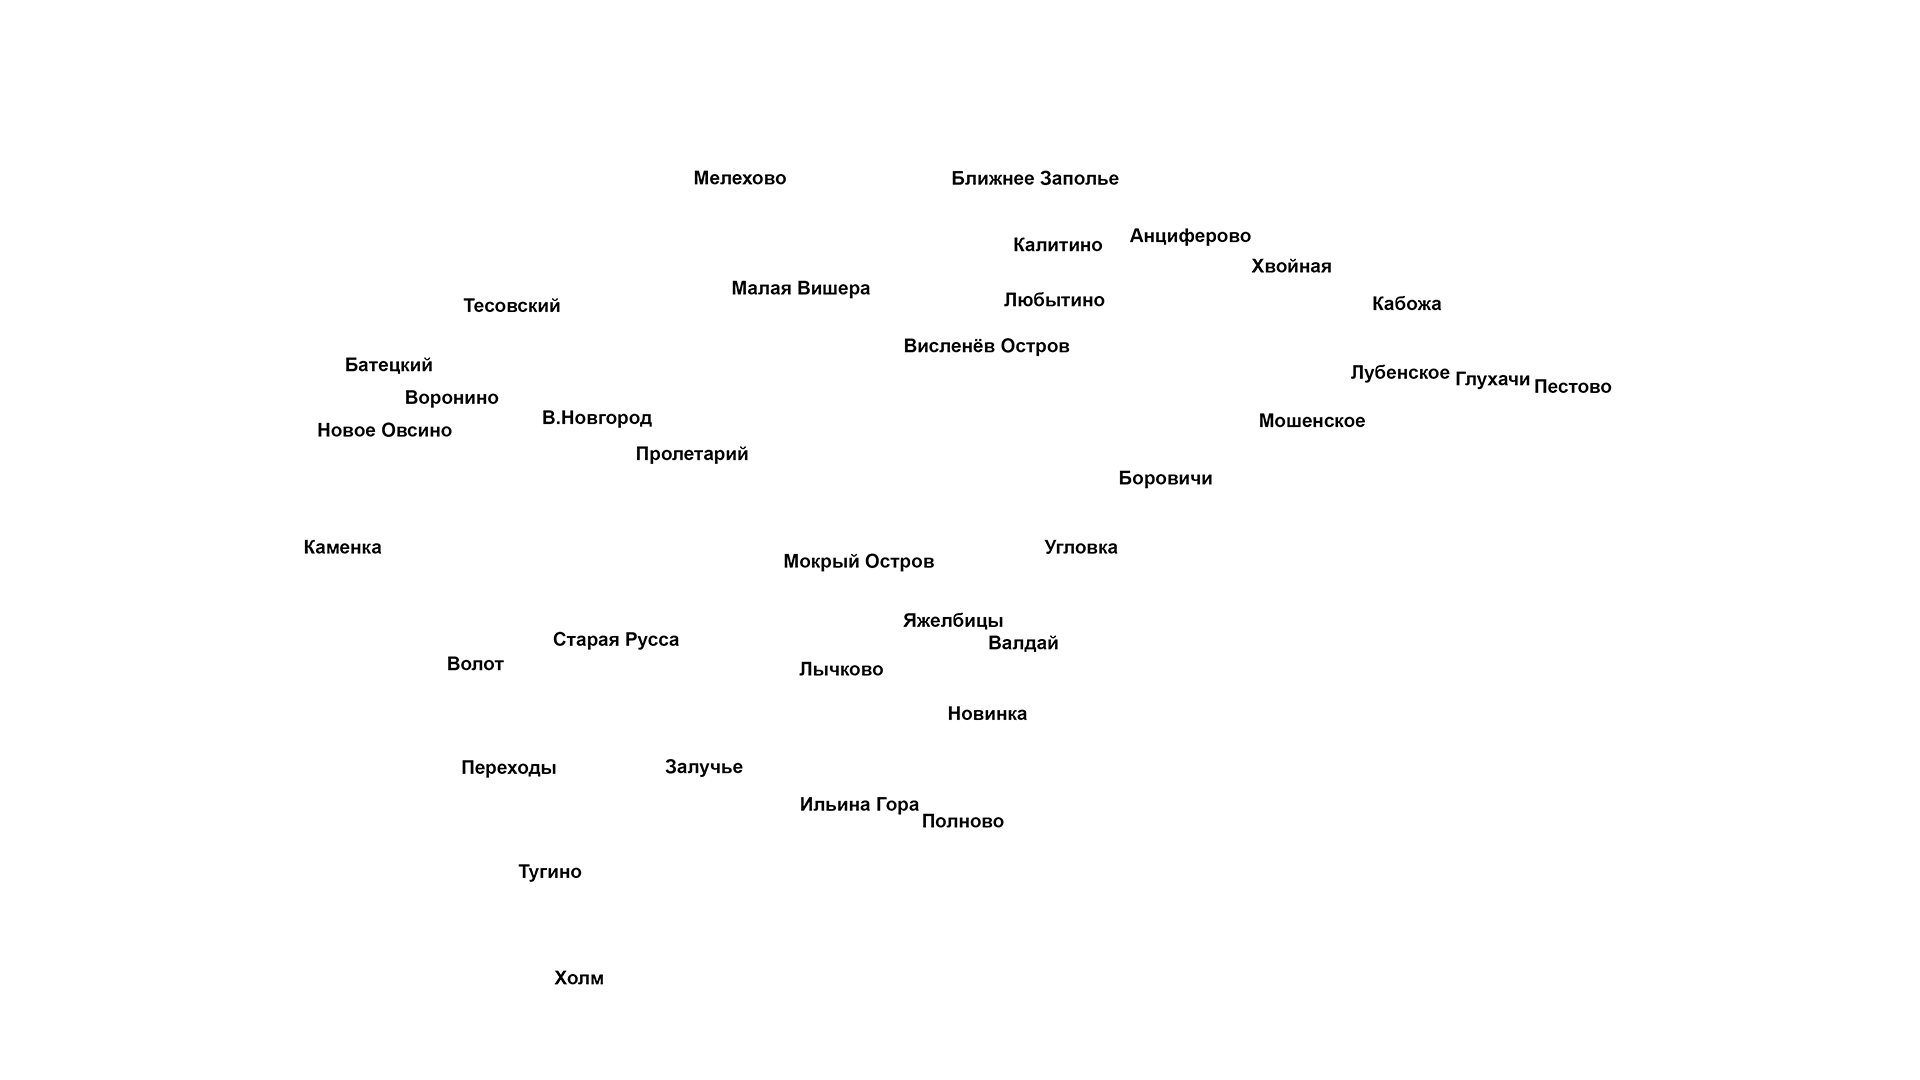 Мелехово
Ближнее Заполье
Анциферово
Калитино
Хвойная
Малая Вишера
Любытино
Кабожа
Тесовский
Висленёв Остров
Батецкий
Лубенское
Глухачи
Пестово
Воронино
В.Новгород
Мошенское
Новое Овсино
Пролетарий
Боровичи
Каменка
Угловка
Мокрый Остров
Яжелбицы
Старая Русса
Валдай
Волот
Лычково
Новинка
Переходы
Залучье
Ильина Гора
Полново
Тугино
Холм